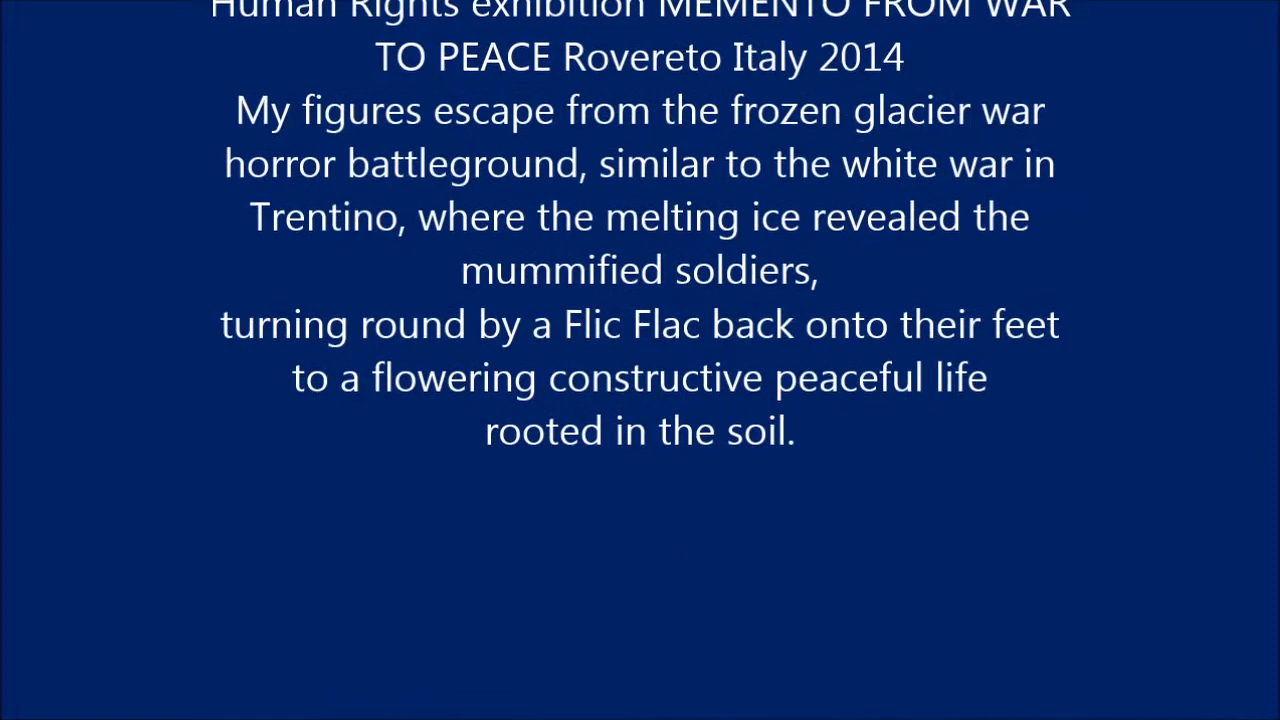 Human Rights exhibition MEMENTO FROM WAR
TO PEACE Rovereto Italy 2014
My figures escape from the frozen glacier war
horror battleground, similar to the white war in
Trentino, where the melting ice revealed the
mummified soldiers,
turning round by a Flic Flac back onto their feet
to a flowering constructive peaceful life
rooted in the soil.